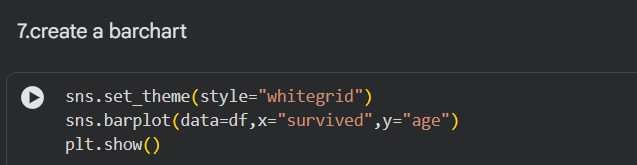 7.create a barchart
sns.set_theme(style="whitegrid")
sns.barplot(data=df,x="survived",y="age")
plt.show()